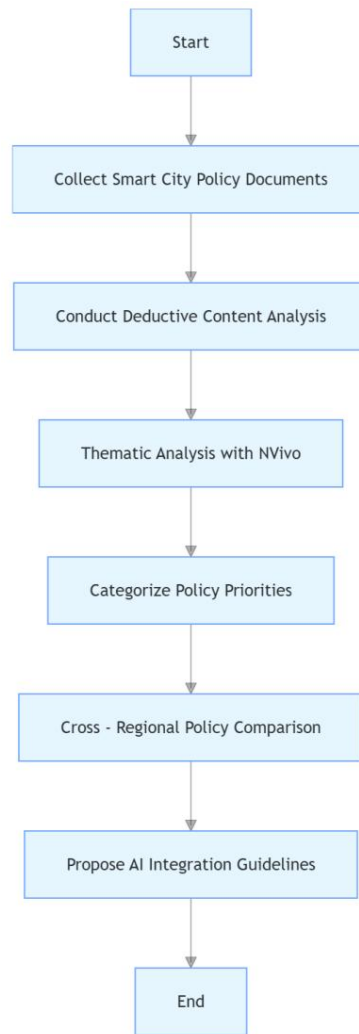 Start
Collect Smart City Policy Documents
Conduct Deductive Content Analysis
Thematic Analysis with NVivo
Categorize Policy Priorities
Cross - Regional Policy Comparison
Propose AI Integration Guidelines
End